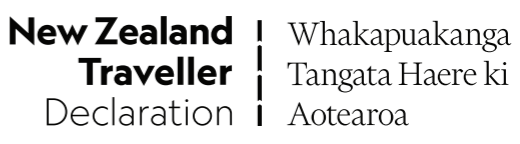 New Zealand
Traveller
Declaration
Whakapuakanga
Tangata Haere ki
Aotearoa